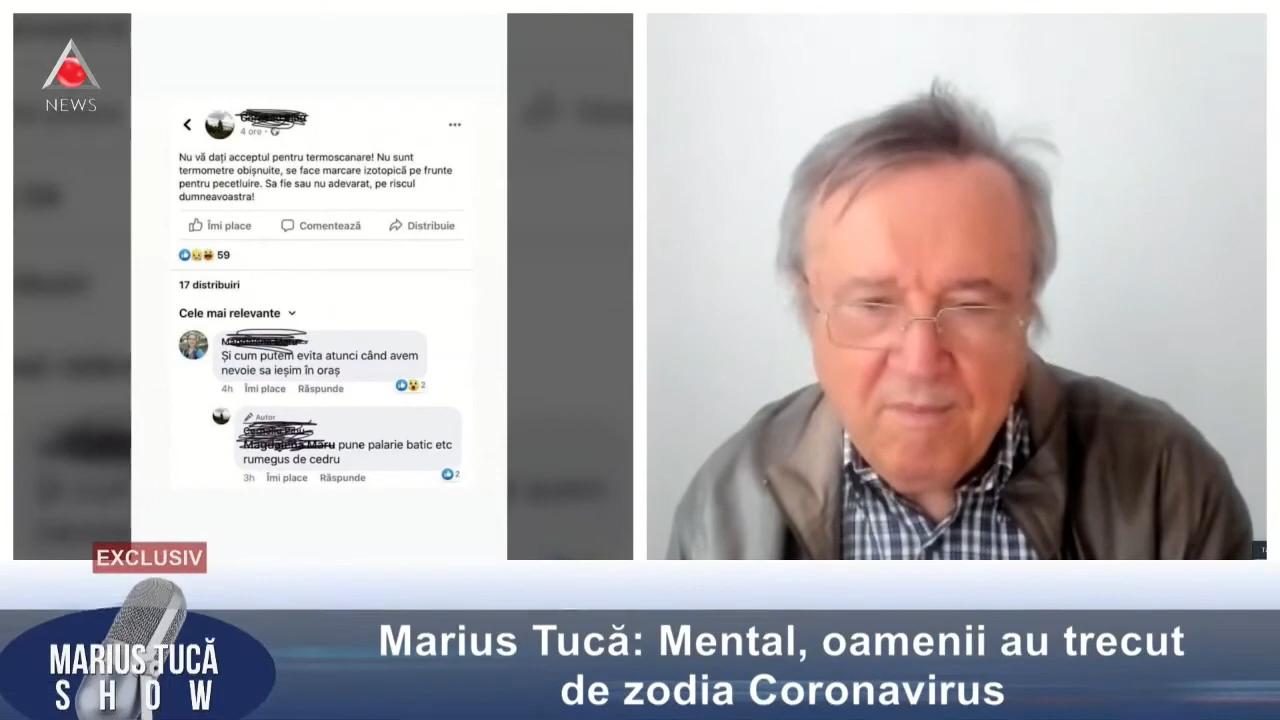 NEWS
4 ore
Nu vă dați acceptul pentru termoscanare! Nu sunt
termometre obișnuite, se face marcare izotopică pe frunte
pentru pecetluire. Sa fie sau nu adevarat, pe riscul
dumneavoastra!
Îmi place Comentează Distribuie
59
17 distribuiri
Cele mai relevante
Și cum putem evita atunci când avem
nevoie sa ieșim în oraș
4h Îmi place Răspunde
2
Autor
pune palarie batic etc
rumegus de cedru
3h Îmi place Răspunde
2
EXCLUSIV
MARIUS TUCĂ
SHOW
Marius Tucă: Mental, oamenii au trecut
de zodia Coronavirus